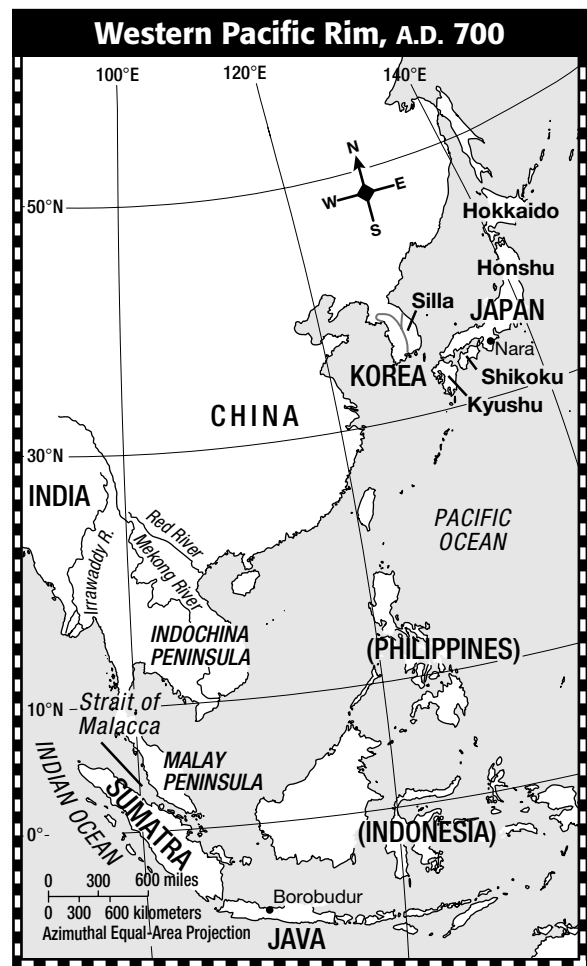 Western Pacific Rim, A.D. 700
100°E
120°E
140°E
N
W
E
S
50°N
Hokkaido
Honshu
Silla
JAPAN
Nara
KOREA
Shikoku
Kyushu
CHINA
30°N
INDIA
Red River
Irrawaddy R.
Mekong River
PACIFIC
OCEAN
INDOCHINA
PENINSULA
(PHILIPPINES)
10°N
Strait of
Malacca
MALAY
PENINSULA
INDIAN OCEAN
SUMATRA
0°
(INDONESIA)
0 300 600 miles
0 300 600 kilometers
Azimuthal Equal-Area Projection
Borobudur
JAVA